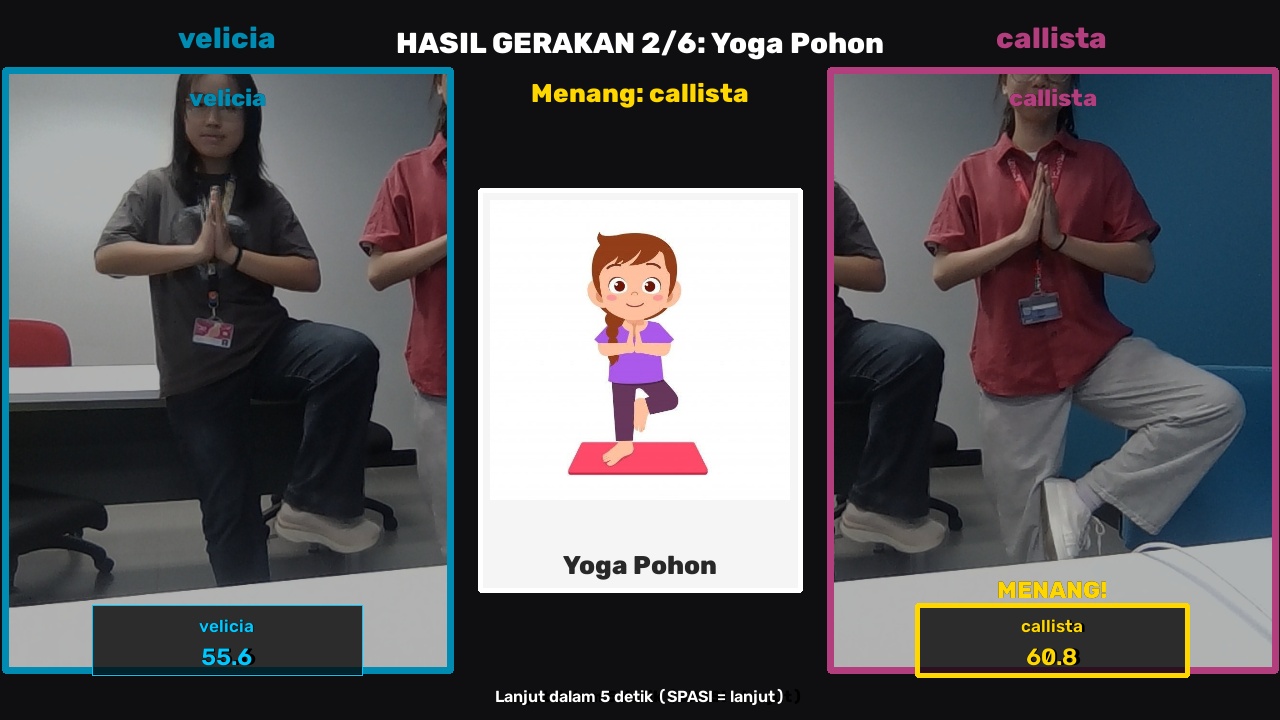 velicia
HASIL GERAKAN 2/6: Yoga Pohon
callista
velicia
Menang: callista
callista
Yoga Pohon
MENANG!
velicia
55.6
callista
60.8
Lanjut dalam 5 detik (SPASI = lanjut)